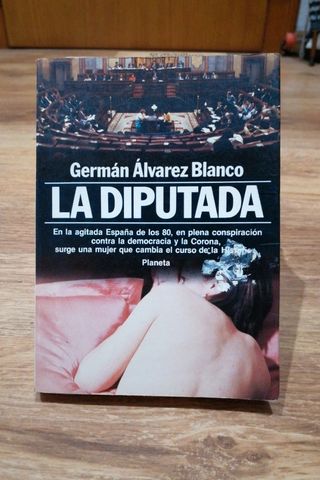 Germán Álvarez Blanco
LA DIPUTADA
En la agitada España de los 80, en plena conspiración
contra la democracia y la Corona,
surge una mujer que cambia el curso de la
Planeta